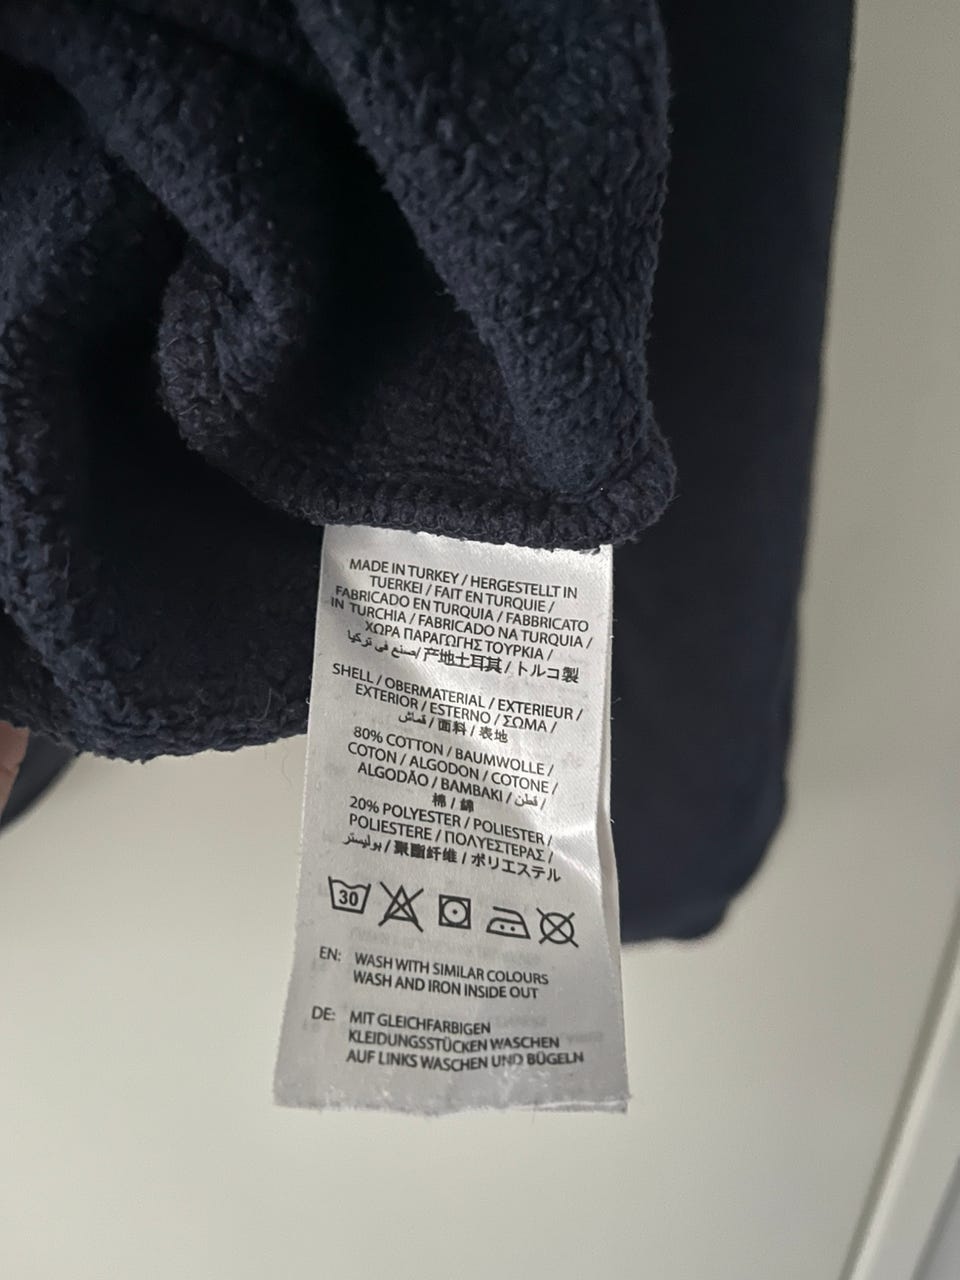 MADE IN TURKEY / HERGESTELLT IN
TUERKEI / FAIT EN TURQUIE /
FABRICADO EN TURQUIA / FABBRICATO
IN TURCHIA / FABRICADO NA TURQUIA /
ΧΩΡΑ ΠΑΡΑΓΩΓΗΣ ΤΟΥΡΚΙΑ /
صنع في تركيا / 产地土耳其 / トルコ製
SHELL / OBERMATERIAL / EXTERIEUR /
EXTERIOR / ESTERNO / ΣΩΜΑ /
قماش / 面料 / 表地
80% COTTON / BAUMWOLLE /
COTON / ALGODON / COTONE /
ALGODÃO / BAMBAKI / قطن /
棉 / 綿
20% POLYESTER / POLIESTER /
POLIESTERE / ΠΟΛΥΕΣΤΕΡΑΣ /
بوليستر / 聚酯纤维 / ポリエステル
30
EN: WASH WITH SIMILAR COLOURS
WASH AND IRON INSIDE OUT
DE: MIT GLEICHFARBIGEN
KLEIDUNGSSTÜCKEN WASCHEN
AUF LINKS WASCHEN UND BÜGELN